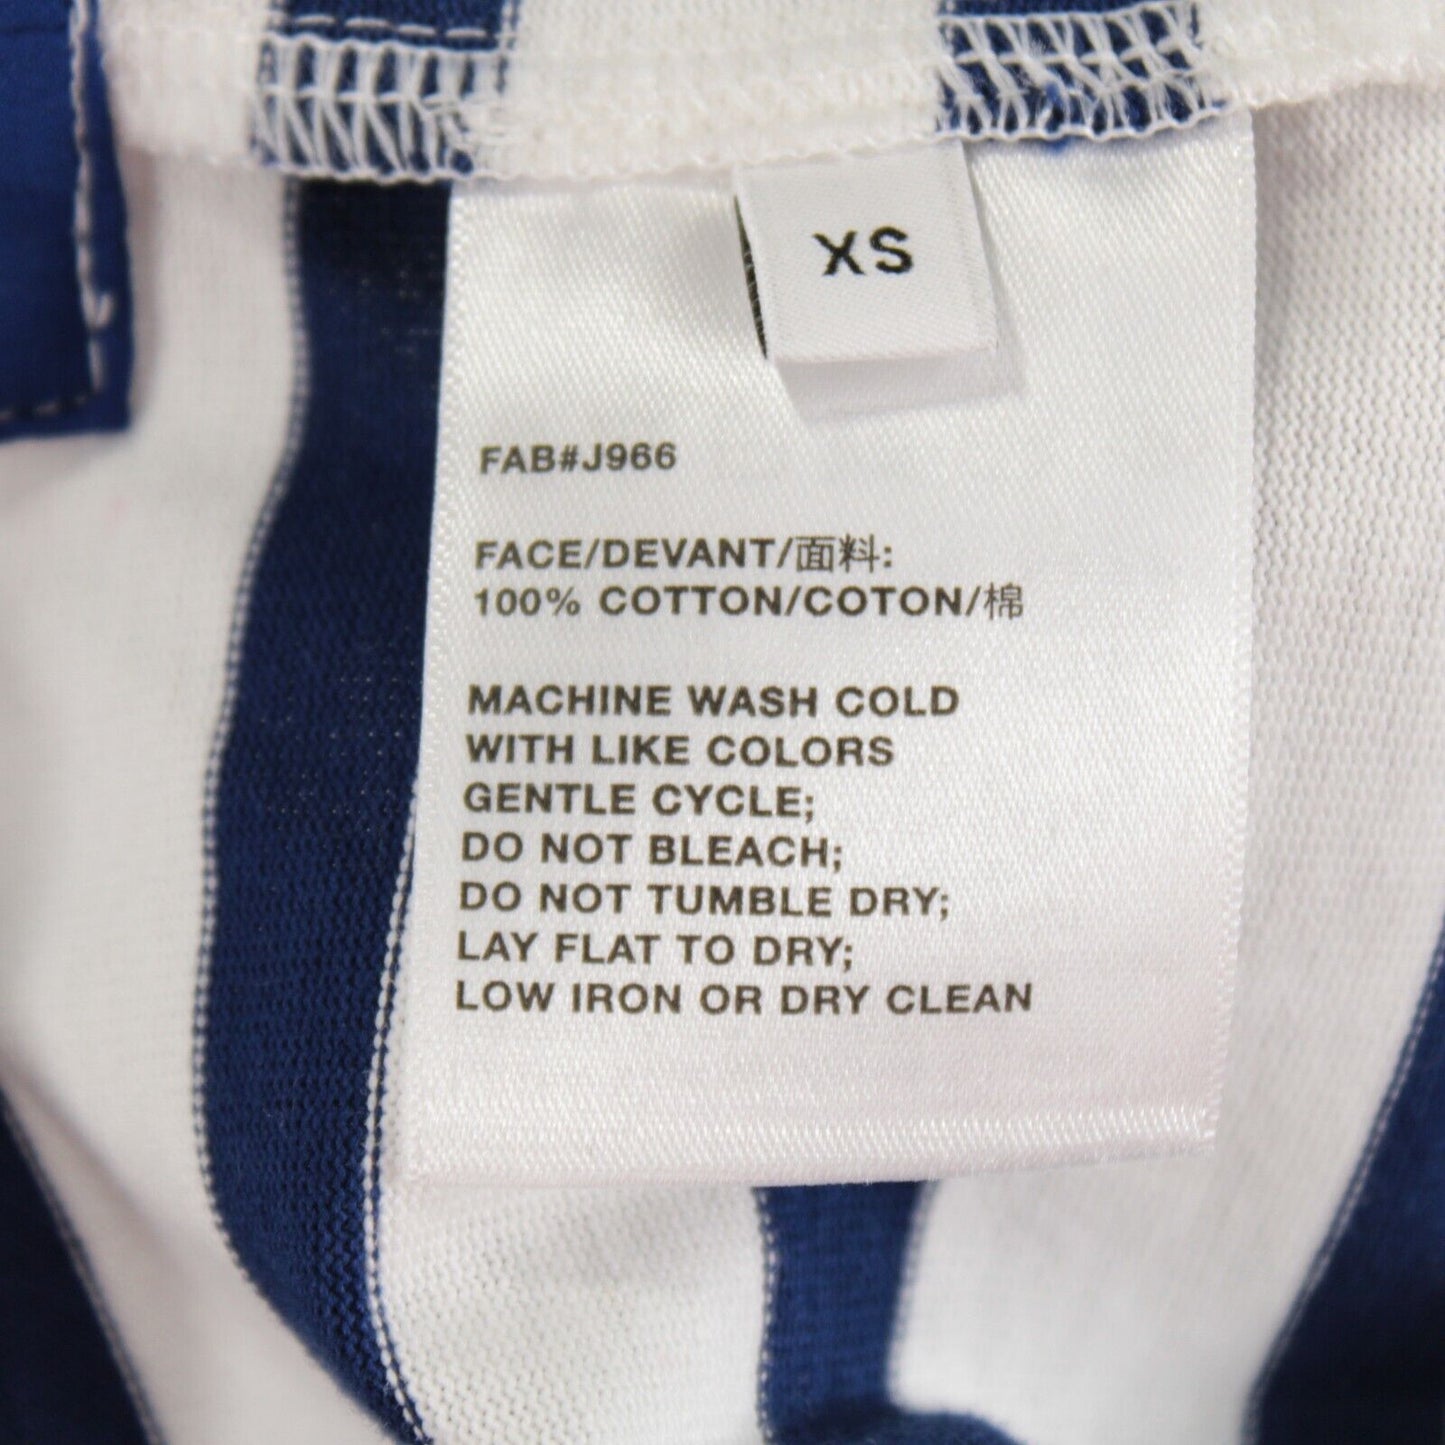 XS
FAB#J966
FACE/DEVANT/面料:
100% COTTON/COTON/棉
MACHINE WASH COLD
WITH LIKE COLORS
GENTLE CYCLE;
DO NOT BLEACH;
DO NOT TUMBLE DRY;
LAY FLAT TO DRY;
LOW IRON OR DRY CLEAN